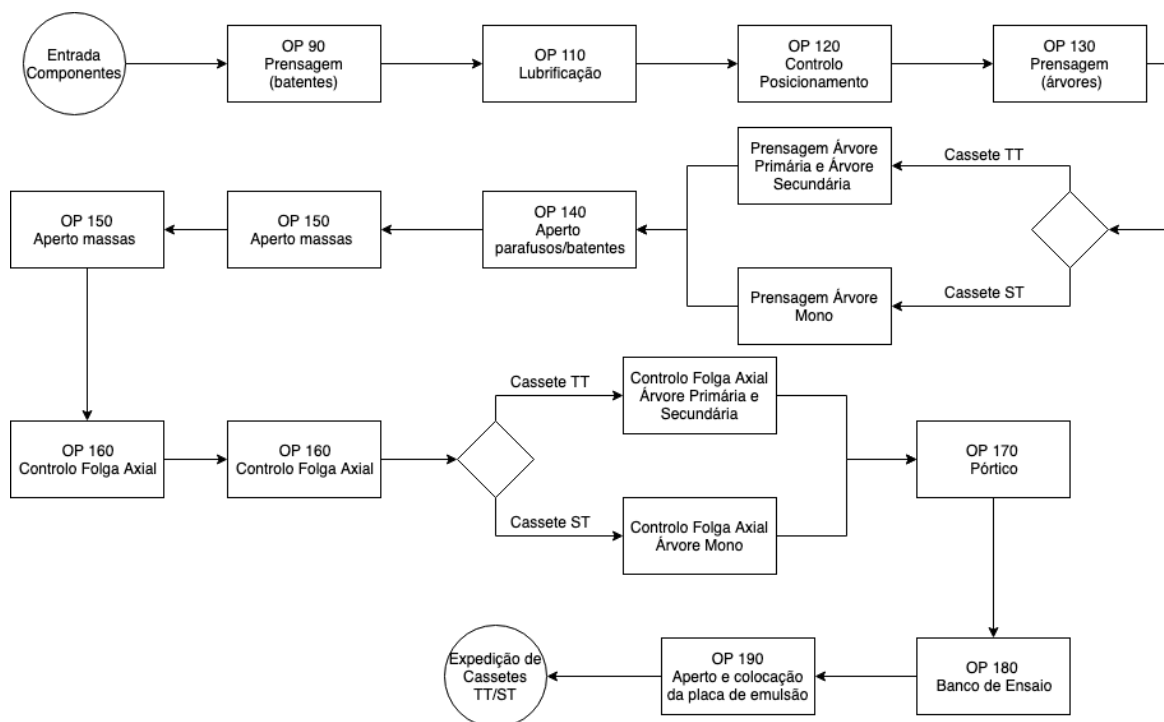 Entrada
Componentes
OP 90
Prensagem
(batentes)
OP 110
Lubrificação
OP 120
Controlo
Posicionamento
OP 130
Prensagem
(árvores)
Cassete TT
Prensagem Árvore
Primária e Árvore
Secundária
Cassete ST
Prensagem Árvore
Mono
OP 140
Aperto
parafusos/batentes
OP 150
Aperto massas
OP 150
Aperto massas
OP 160
Controlo Folga Axial
OP 160
Controlo Folga Axial
Cassete TT
Controlo Folga Axial
Árvore Primária e
Secundária
Cassete ST
Controlo Folga Axial
Árvore Mono
OP 170
Pórtico
OP 180
Banco de Ensaio
OP 190
Aperto e colocação
da placa de emulsão
Expedição de
Cassetes
TT/ST